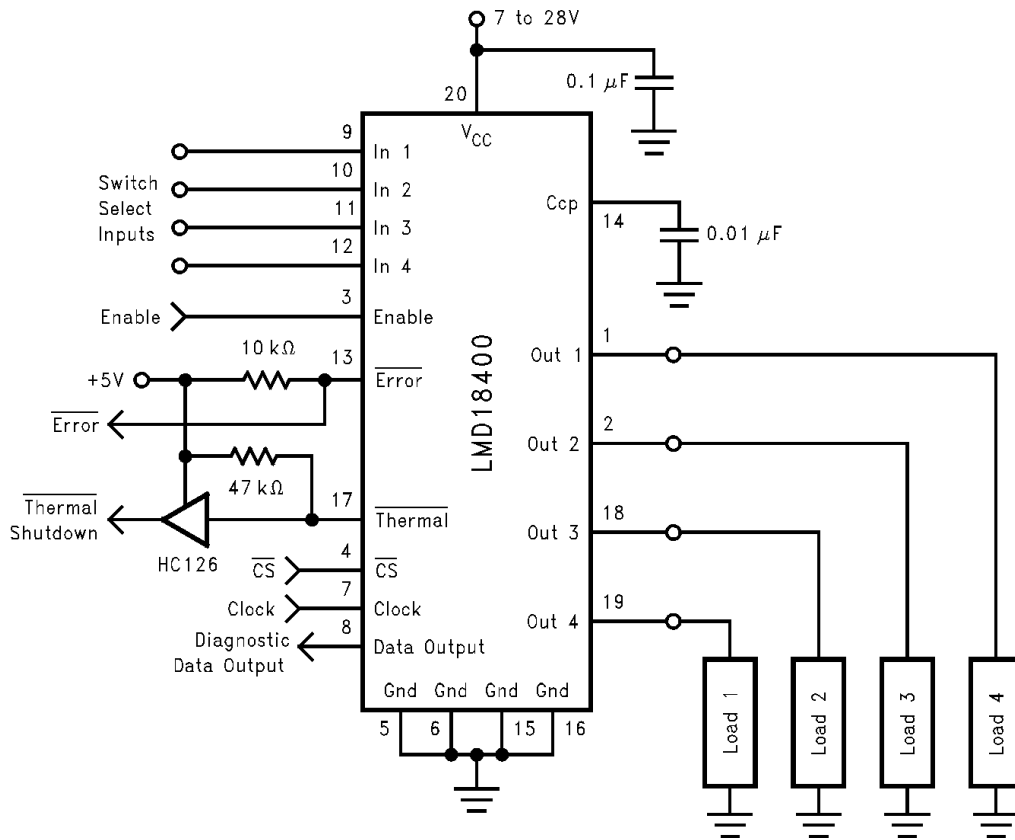 7 to 28V
0.1 μF
20
VCC
9
In 1
10
In 2
11
In 3
12
In 4
Switch
Select
Inputs
Ccp
14
0.01 μF
3
Enable
Enable
10 kΩ
13
+5V
Error
Error
47 kΩ
17
Thermal
Shutdown
Thermal
HC126
4
CS
CS
7
Clock
Clock
8
Diagnostic
Data Output
Data Output
LMD18400
1
Out 1
2
Out 2
18
Out 3
19
Out 4
Gnd Gnd Gnd Gnd
5 6 15 16
Load 1
Load 2
Load 3
Load 4